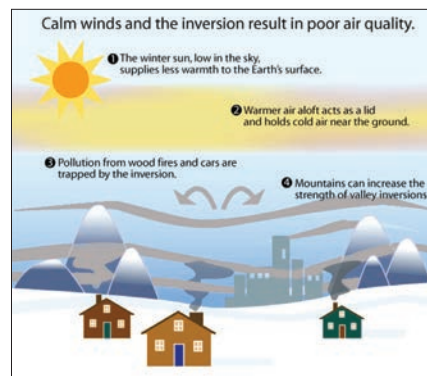 Calm winds and the inversion result in poor air quality.
❶ The winter sun, low in the sky,
supplies less warmth to the Earth's surface.
❷ Warmer air aloft acts as a lid
and holds cold air near the ground.
❸ Pollution from wood fires and cars are
trapped by the inversion.
❹ Mountains can increase the
strength of valley inversions